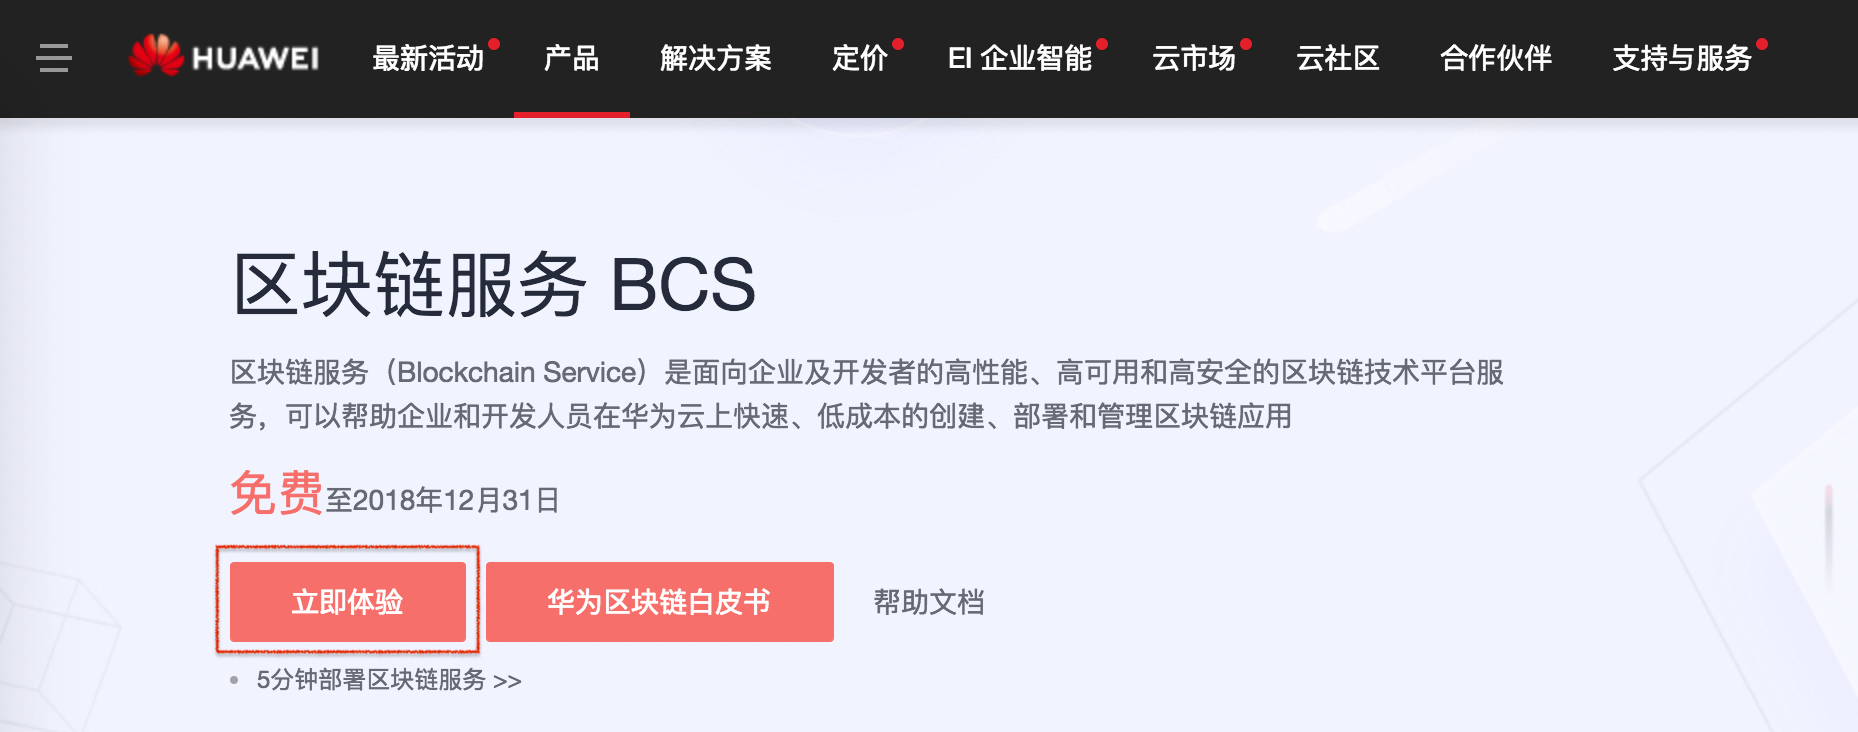 HUAWEI 最新活动 产品 解决方案 定价 EI 企业智能 云市场 云社区 合作伙伴 支持与服务
区块链服务 BCS
区块链服务（Blockchain Service）是面向企业及开发者的高性能、高可用和高安全的区块链技术平台服
务，可以帮助企业和开发人员在华为云上快速、低成本的创建、部署和管理区块链应用
免费至2018年12月31日
立即体验 华为区块链白皮书 帮助文档
5分钟部署区块链服务 >>